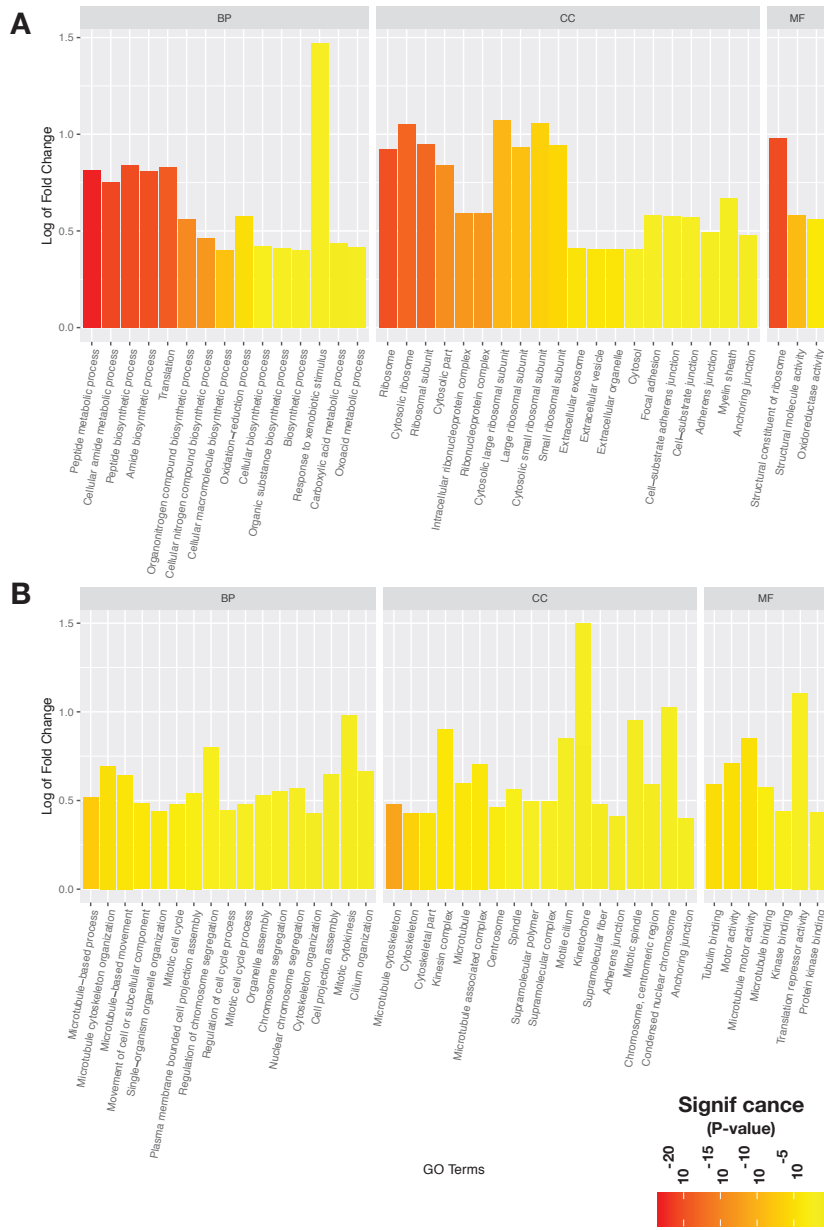 A
BP
CC
MF
Log of Fold Change
1.5
1.0
0.5
0.0
Peptide metabolic process
Cellular amide metabolic process
Peptide biosynthetic process
Amide biosynthetic process
Translation
Organonitrogen compound biosynthetic process
Cellular nitrogen compound biosynthetic process
Cellular macromolecule biosynthetic process
Oxidation−reduction process
Cellular biosynthetic process
Organic substance biosynthetic process
Biosynthetic process
Response to xenobiotic stimulus
Carboxylic acid metabolic process
Oxoacid metabolic process
Ribosome
Cytosolic ribosome
Ribosomal subunit
Cytosolic part
Intracellular ribonucleoprotein complex
Ribonucleoprotein complex
Cytosolic large ribosomal subunit
Large ribosomal subunit
Cytosolic small ribosomal subunit
Small ribosomal subunit
Extracellular exosome
Extracellular vesicle
Extracellular organelle
Cytosol
Focal adhesion
Cell−substrate adherens junction
Cell−substrate junction
Adherens junction
Myelin sheath
Anchoring junction
Structural constituent of ribosome
Structural molecule activity
Oxidoreductase activity
B
BP
CC
MF
Log of Fold Change
1.5
1.0
0.5
0.0
Microtubule−based process
Microtubule cytoskeleton organization
Microtubule−based movement
Movement of cell or subcellular component
Single−organism organelle organization
Mitotic cell cycle
Plasma membrane bounded cell projection assembly
Regulation of chromosome segregation
Regulation of cell cycle process
Mitotic cell cycle process
Organelle assembly
Chromosome segregation
Nuclear chromosome segregation
Cytoskeleton organization
Cell projection assembly
Mitotic cytokinesis
Cilium organization
Microtubule cytoskeleton
Cytoskeleton
Cytoskeletal part
Kinesin complex
Microtubule
Microtubule associated complex
Centrosome
Spindle
Supramolecular polymer
Supramolecular complex
Motile cilium
Kinetochore
Supramolecular fiber
Adherens junction
Mitotic spindle
Chromosome, centromeric region
Condensed nuclear chromosome
Anchoring junction
Tubulin binding
Motor activity
Microtubule motor activity
Microtubule binding
Kinase binding
Translation repressor activity
Protein kinase binding
GO Terms
Signif cance
(P-value)
10-20
10-15
10-10
10-5
10